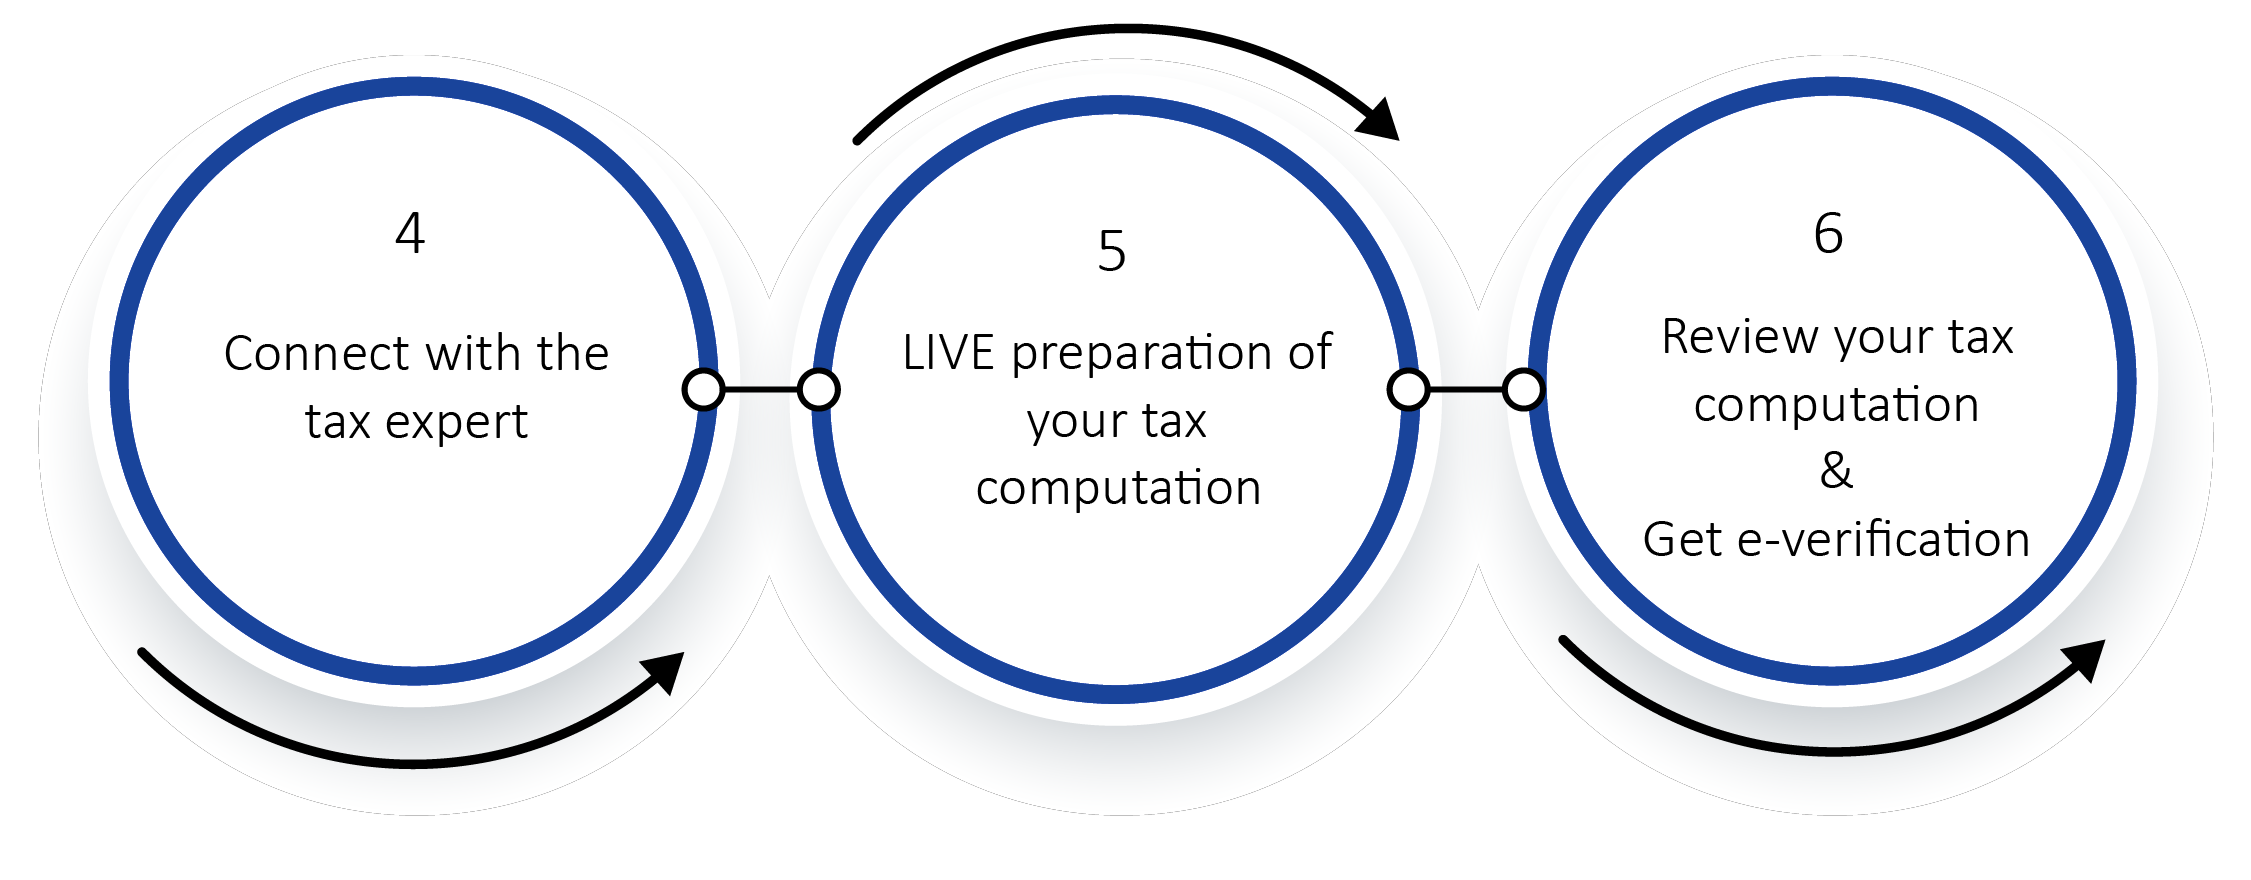 4
Connect with the
tax expert
5
LIVE preparation of
your tax
computation
6
Review your tax
computation
&
Get e-verification